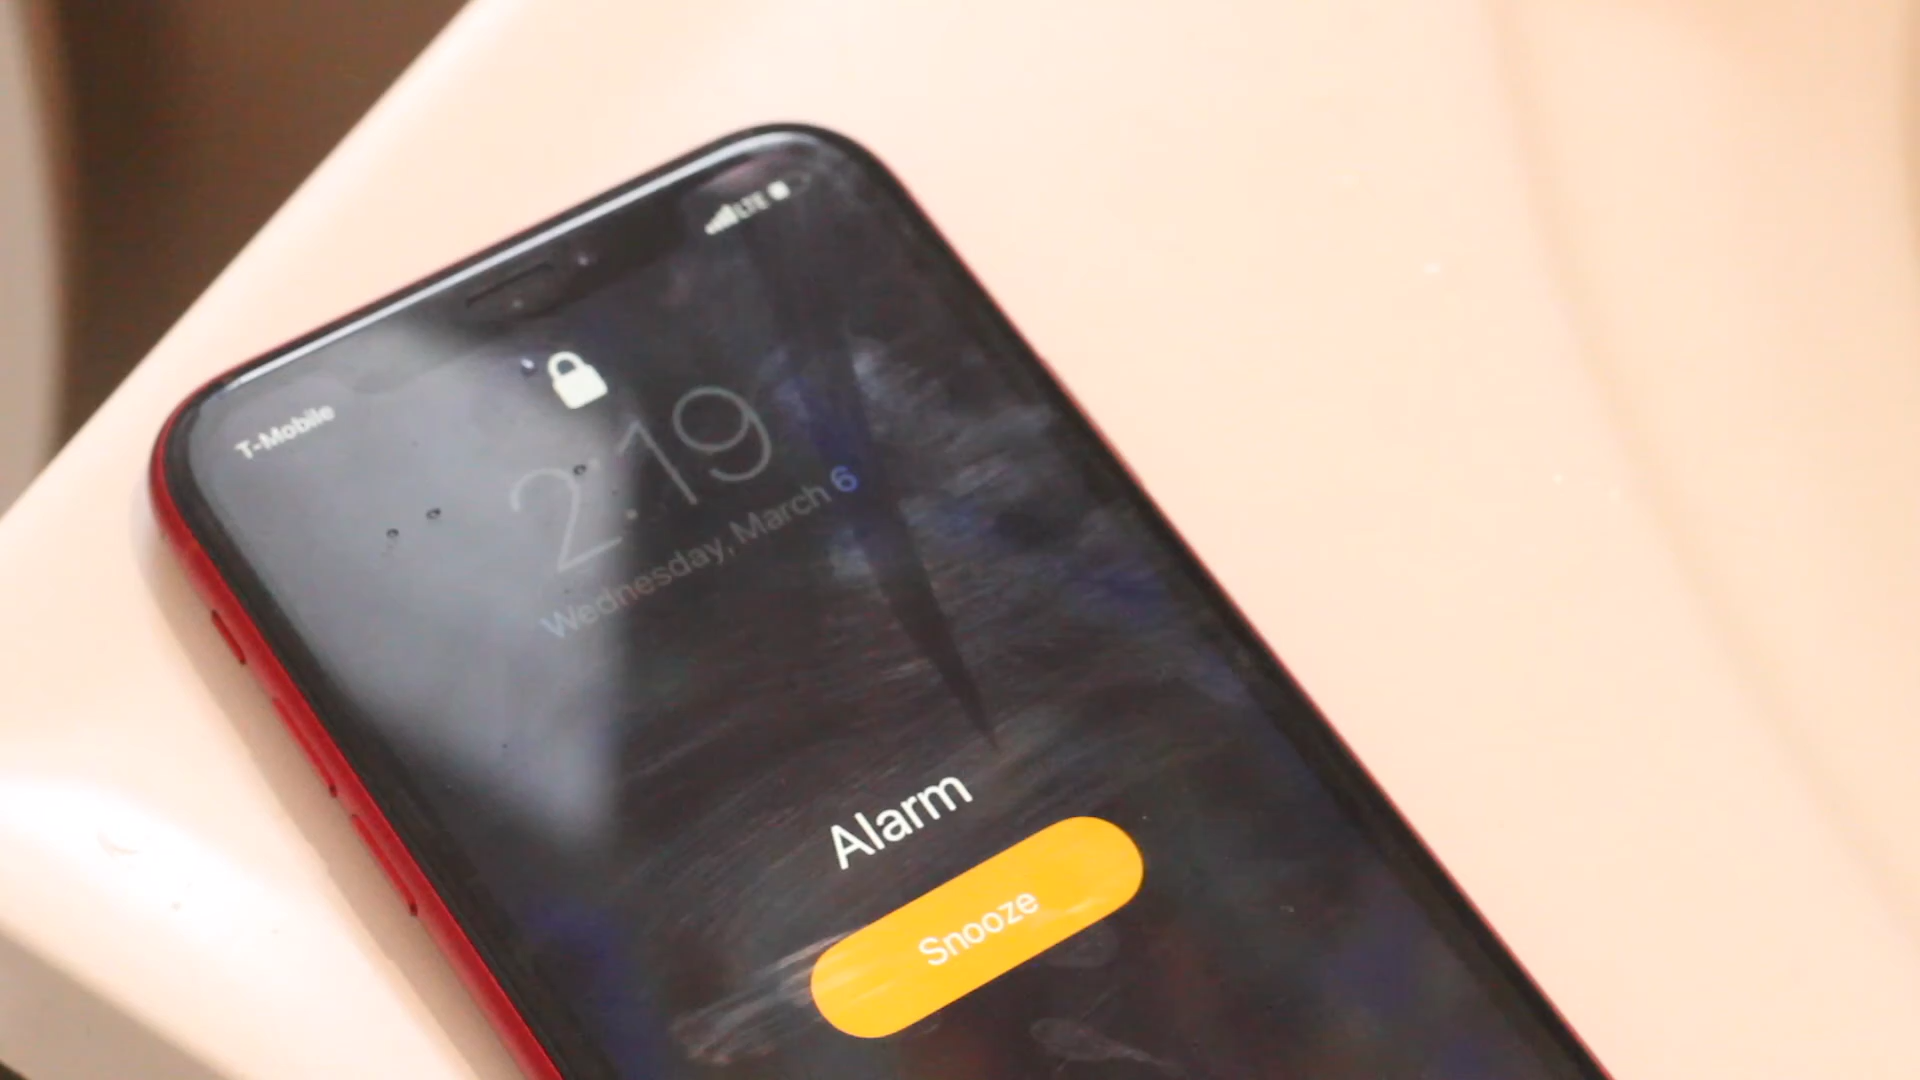 T-Mobile
LTE
2:19
Wednesday, March 6
Alarm
Snooze